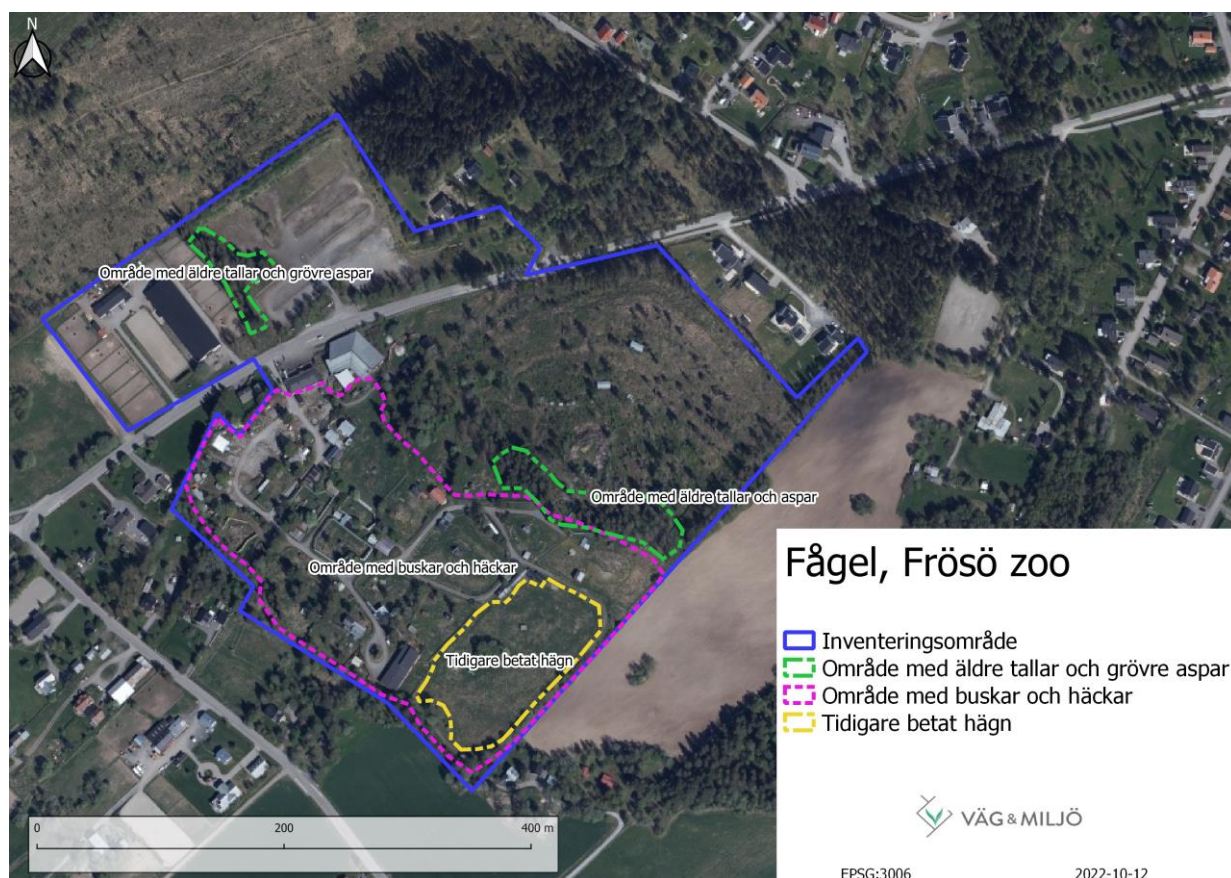 N
Område med äldre tallar och grövre aspar
Område med äldre tallar och aspar
Område med buskar och häckar
Tidigare betat hägn
0 200 400 m
Fågel, Frösö zoo
Inventeringsområde
Område med äldre tallar och grövre aspar
Område med buskar och häckar
Tidigare betat hägn
VÄG & MILJÖ
EPSG:3006 2022-10-12